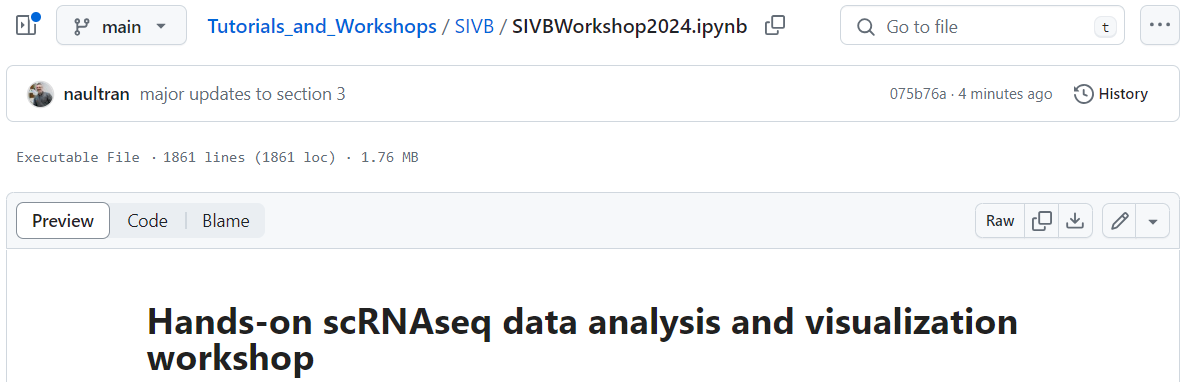 main Tutorials_and_Workshops / SIVB / SIVBWorkshop2024.ipynb Go to file t
naultran major updates to section 3 075b76a · 4 minutes ago History
Executable File · 1861 lines (1861 loc) · 1.76 MB
Preview Code Blame Raw
Hands-on scRNAseq data analysis and visualization
workshop